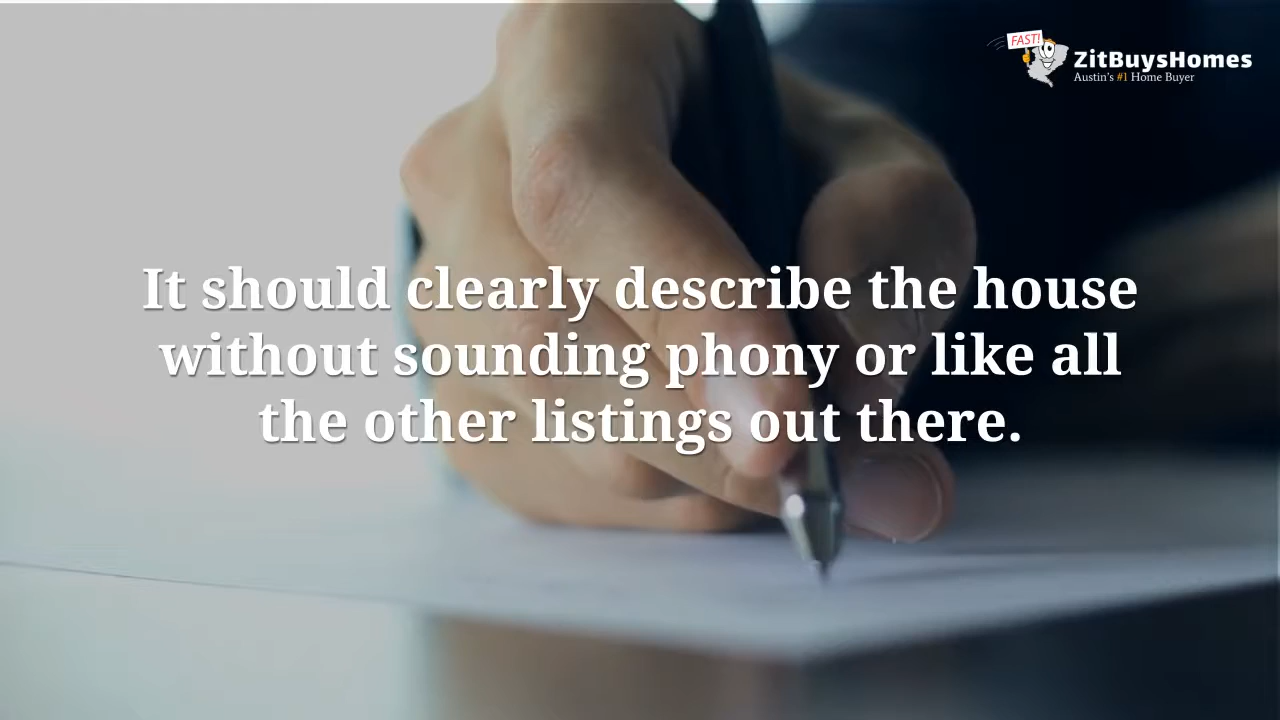 FAST!
ZitBuysHomes
Austin's #1 Home Buyer
It should clearly describe the house
without sounding phony or like all
the other listings out there.